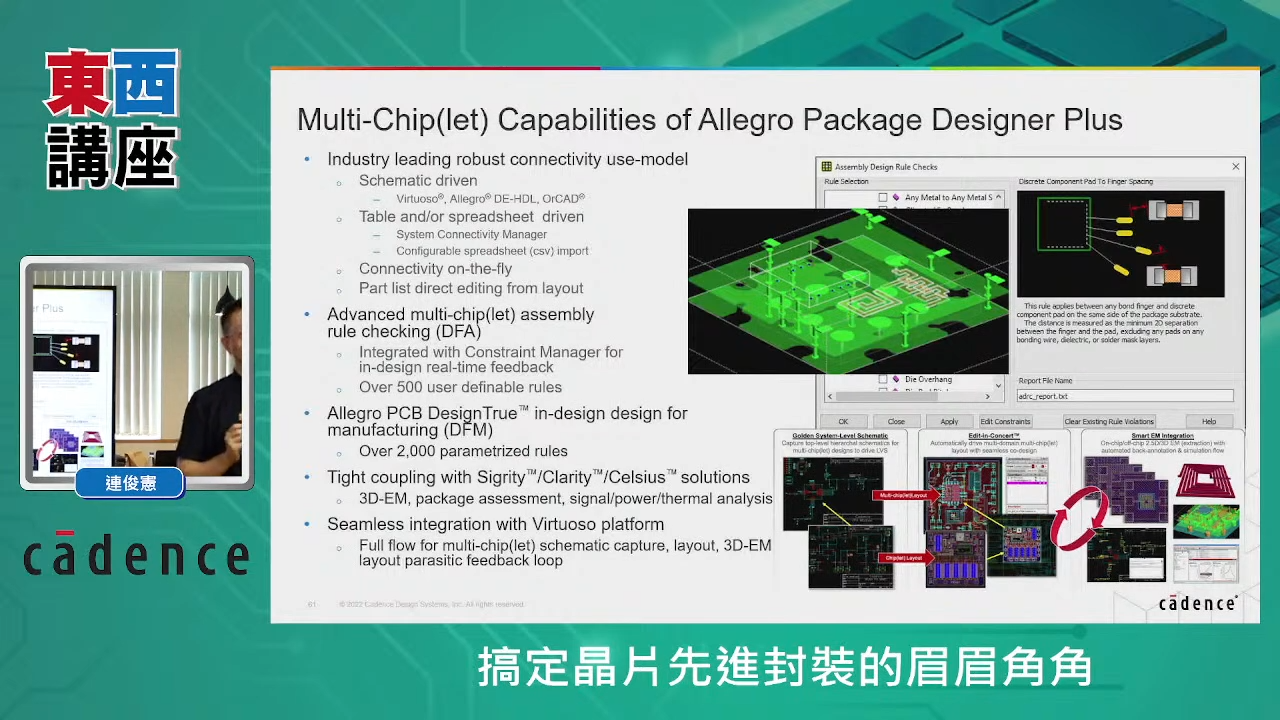 東西
講座
連俊憲
cādence
Multi-Chip(let) Capabilities of Allegro Package Designer Plus
• Industry leading robust connectivity use-model
○ Schematic driven
– Virtuoso®, Allegro® DE-HDL, OrCAD®
○ Table and/or spreadsheet driven
– System Connectivity Manager
– Configurable spreadsheet (csv) import
○ Connectivity on-the-fly
○ Part list direct editing from layout
• Advanced multi-chip(let) assembly
rule checking (DFA)
○ Integrated with Constraint Manager for
in-design real-time feedback
○ Over 500 user definable rules
• Allegro PCB DesignTrue™ in-design design for
manufacturing (DFM)
○ Over 2,000 parametrized rules
• Tight coupling with Sigrity™/Clarity™/Celsius™ solutions
○ 3D-EM, package assessment, signal/power/thermal analysis
• Seamless integration with Virtuoso platform
○ Full flow for multi-chip(let) schematic capture, layout, 3D-EM
layout parasitic feedback loop
Assembly Design Rule Checks
Rule Selection
Any Metal to Any Metal S
Discrete Component Pad To Finger Spacing
This rule applies between any bond finger and discrete
component pad on the same side of the package substrate.
The distance is measured as the minimum 2D separation
between the finger and the pad, excluding any pads on any
bonding wire, dielectric, or solder mask layers.
Die Overhang
Report File Name
adrc_report.txt
OK
Close
Apply
Edit Constraints
Clear Existing Rule Violations
Help
Golden System-Level Schematic
Capture top-level hierarchal schematics for
multi-chip(let) designs to drive LVS
Edit-in-Concert™
Automatically drive multi-domain multi-chip(let)
layout with seamless co-design
Smart EM Integration
On-chip/off-chip 2.5D/3D EM (extraction) with
automated back-annotation & simulation flow
Multi-chip(let)Layout
Chip(let) Layout
61
© 2022 Cadence Design Systems, Inc. All rights reserved.
cādence®
搞定晶片先進封裝的眉眉角角